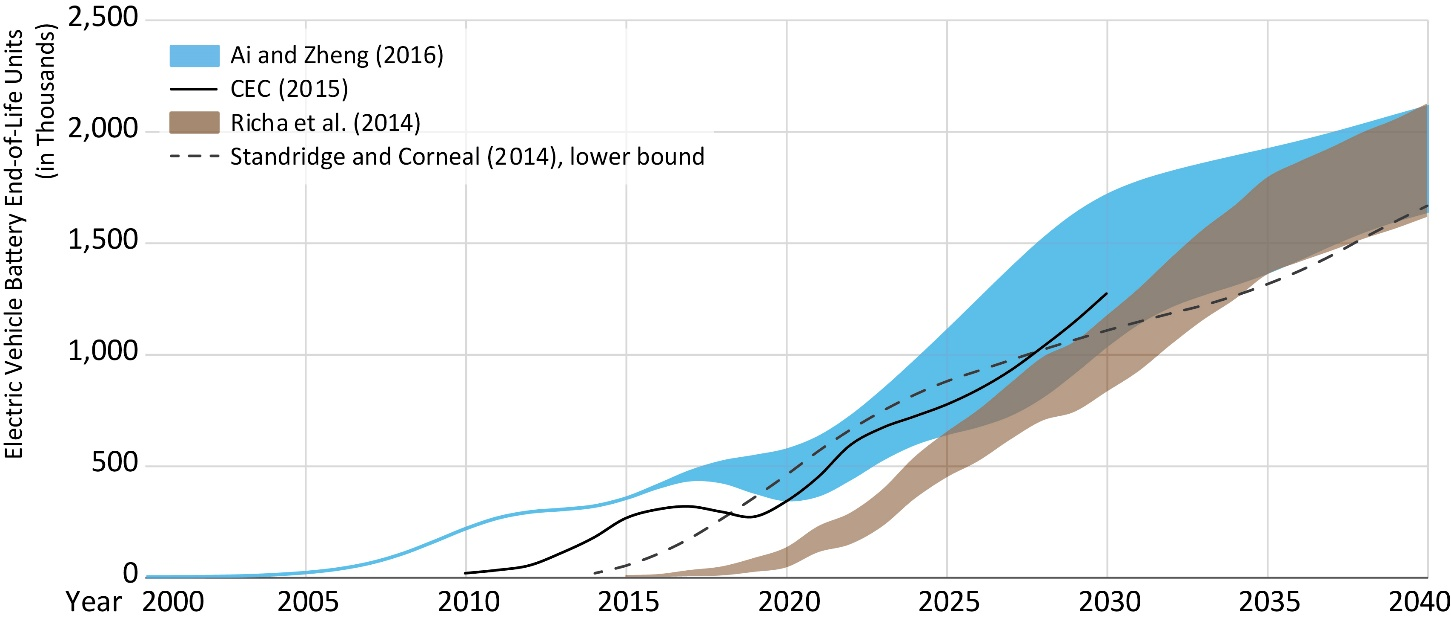 Electric Vehicle Battery End-of-Life Units
(in Thousands)
2,500
2,000
1,500
1,000
500
0
Ai and Zheng (2016)
CEC (2015)
Richa et al. (2014)
Standridge and Corneal (2014), lower bound
Year 2000 2005 2010 2015 2020 2025 2030 2035 2040